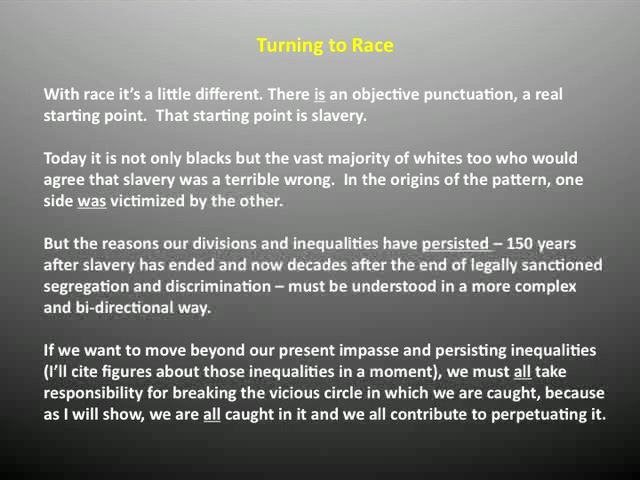 Turning to Race
With race it's a little different. There is an objective punctuation, a real
starting point.  That starting point is slavery.
Today it is not only blacks but the vast majority of whites too who would
agree that slavery was a terrible wrong.  In the origins of the pattern, one
side was victimized by the other.
But the reasons our divisions and inequalities have persisted – 150 years
after slavery has ended and now decades after the end of legally sanctioned
segregation and discrimination – must be understood in a more complex
and bi-directional way.
If we want to move beyond our present impasse and persisting inequalities
(I'll cite figures about those inequalities in a moment), we must all take
responsibility for breaking the vicious circle in which we are caught, because
as I will show, we are all caught in it and we all contribute to perpetuating it.